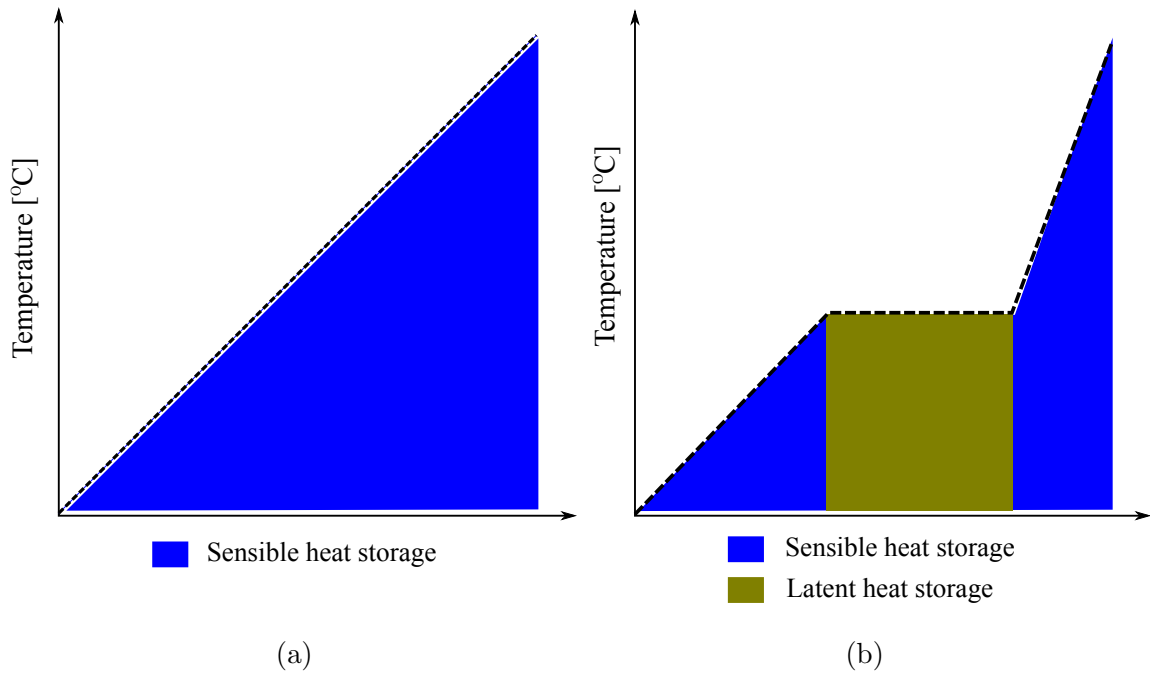 Temperature [°C]
Sensible heat storage
(a)
Temperature [°C]
Sensible heat storage
Latent heat storage
(b)